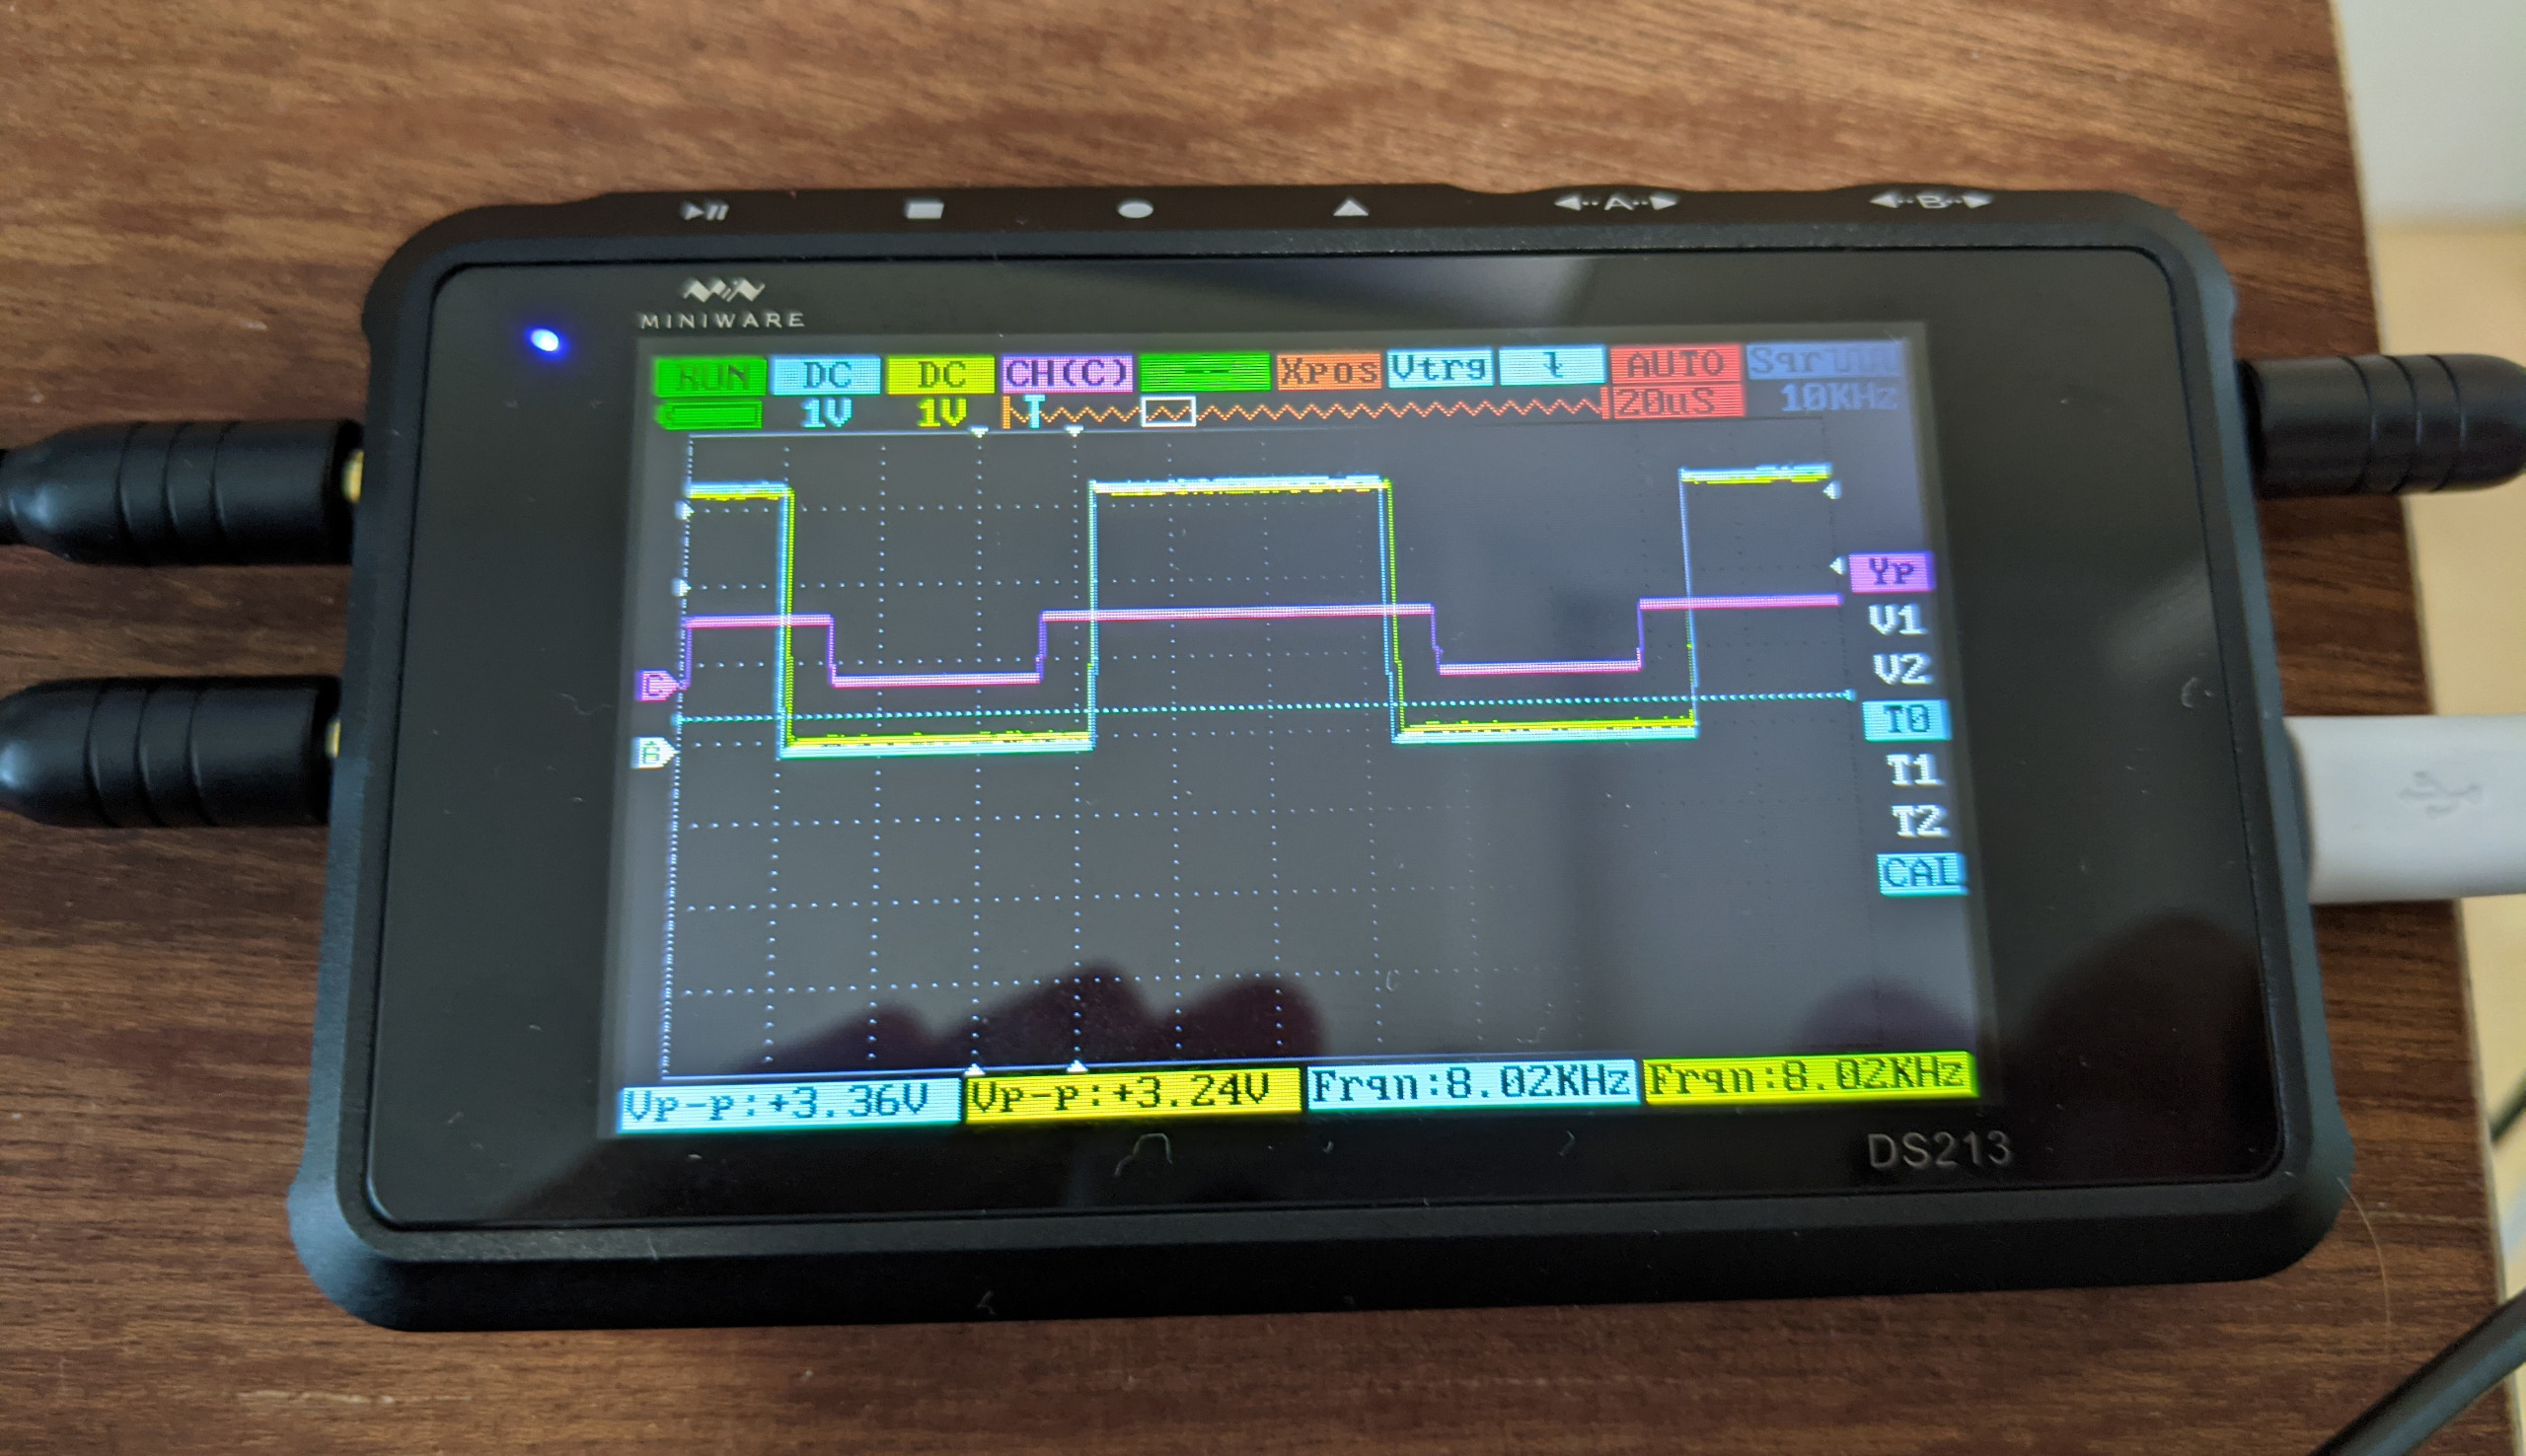 A B
MINIWARE
RUN DC DC CH(C) -- Xpos Vtrg AUTO Sqr
1V 1V T 20uS 10KHz
Yp
V1
V2
C
T0
B
T1
T2
CAL
Vp-p:+3.36V Vp-p:+3.24V Frqn:8.02KHz Frqn:8.02KHz
DS213